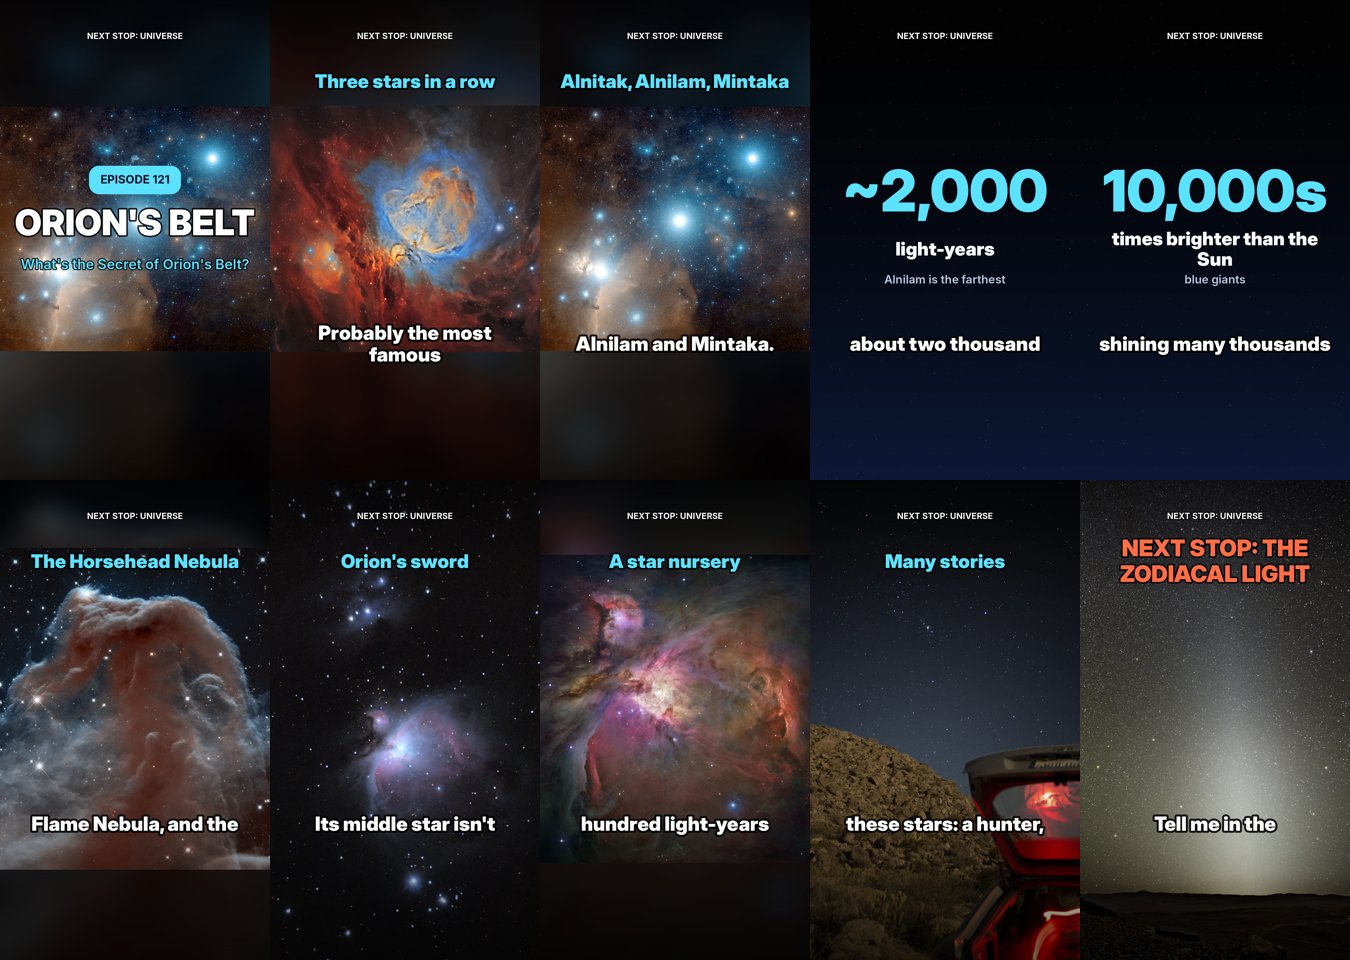 NEXT STOP: UNIVERSE
EPISODE 121
ORION'S BELT
What's the Secret of Orion's Belt?
NEXT STOP: UNIVERSE
Three stars in a row
Probably the most
famous
NEXT STOP: UNIVERSE
Alnitak, Alnilam, Mintaka
Alnilam and Mintaka.
NEXT STOP: UNIVERSE
~2,000
light-years
Alnilam is the farthest
about two thousand
NEXT STOP: UNIVERSE
10,000s
times brighter than the
Sun
blue giants
shining many thousands
NEXT STOP: UNIVERSE
The Horsehead Nebula
Flame Nebula, and the
NEXT STOP: UNIVERSE
Orion's sword
Its middle star isn't
NEXT STOP: UNIVERSE
A star nursery
hundred light-years
NEXT STOP: UNIVERSE
Many stories
these stars: a hunter,
NEXT STOP: UNIVERSE
NEXT STOP: THE
ZODIACAL LIGHT
Tell me in the